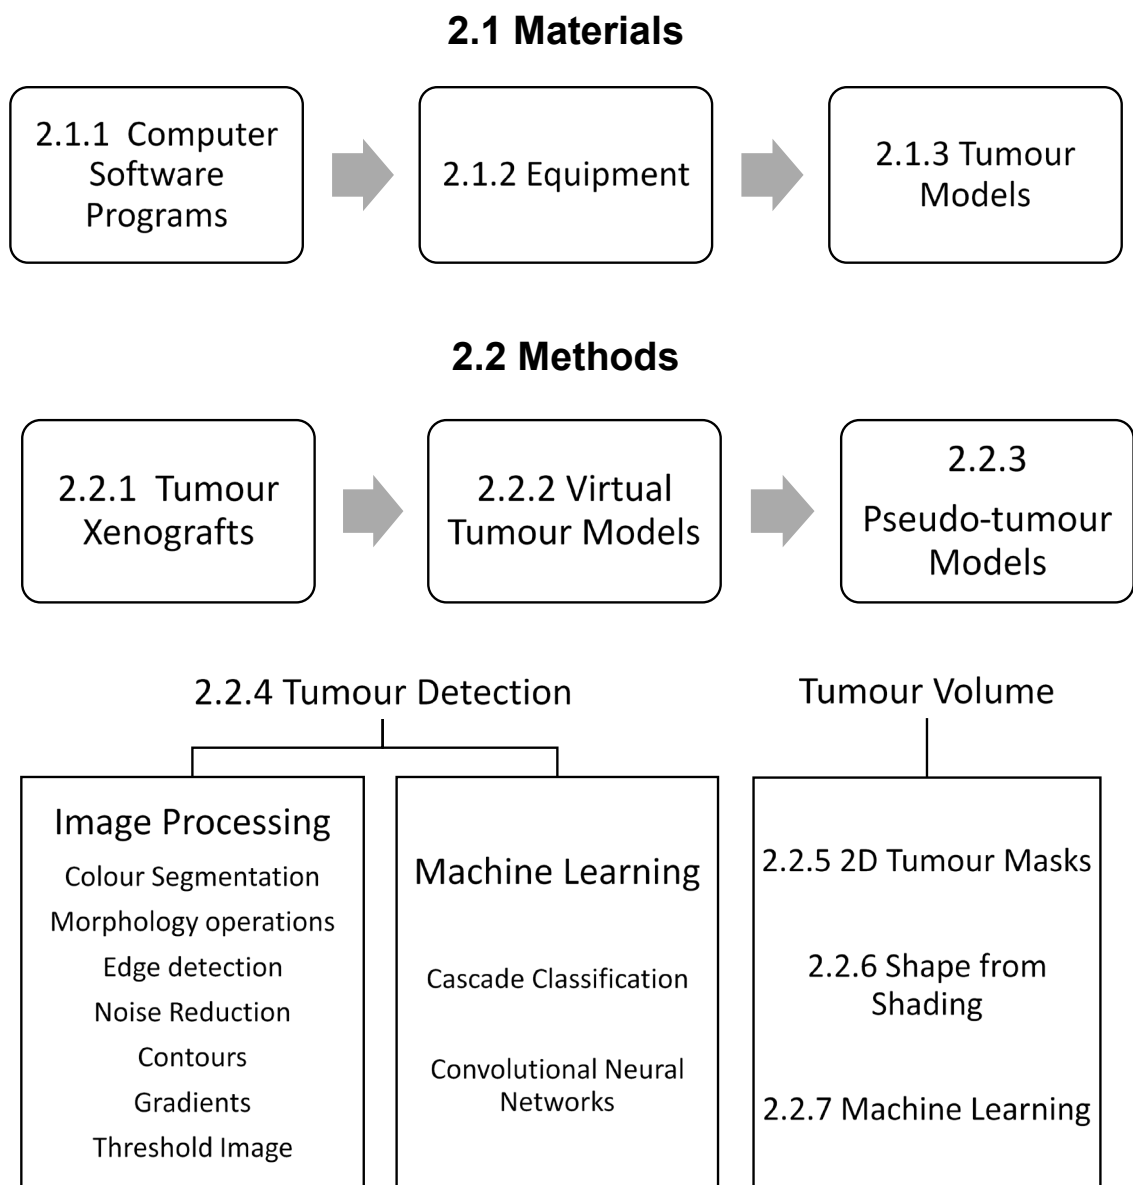 2.1 Materials
2.1.1 Computer
Software
Programs
2.1.2 Equipment
2.1.3 Tumour
Models
2.2 Methods
2.2.1 Tumour
Xenografts
2.2.2 Virtual
Tumour Models
2.2.3
Pseudo-tumour
Models
2.2.4 Tumour Detection
Image Processing
Colour Segmentation
Morphology operations
Edge detection
Noise Reduction
Contours
Gradients
Threshold Image
Machine Learning
Cascade Classification
Convolutional Neural
Networks
Tumour Volume
2.2.5 2D Tumour Masks
2.2.6 Shape from
Shading
2.2.7 Machine Learning